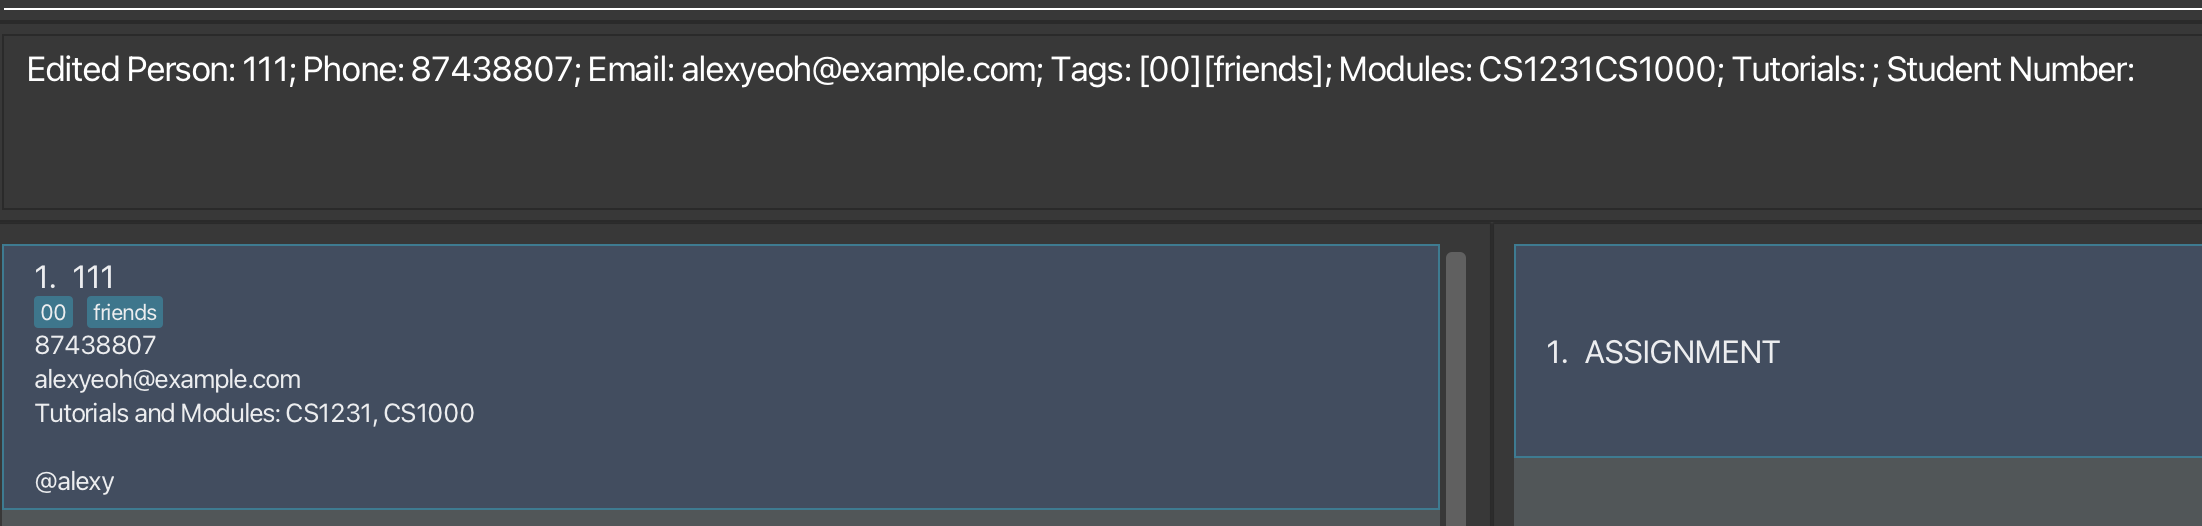 Edited Person: 111; Phone: 87438807; Email: alexyeoh@example.com; Tags: [00][friends]; Modules: CS1231CS1000; Tutorials: ; Student Number:
1. 111
00 friends
87438807
alexyeoh@example.com
Tutorials and Modules: CS1231, CS1000
@alexy
1. ASSIGNMENT